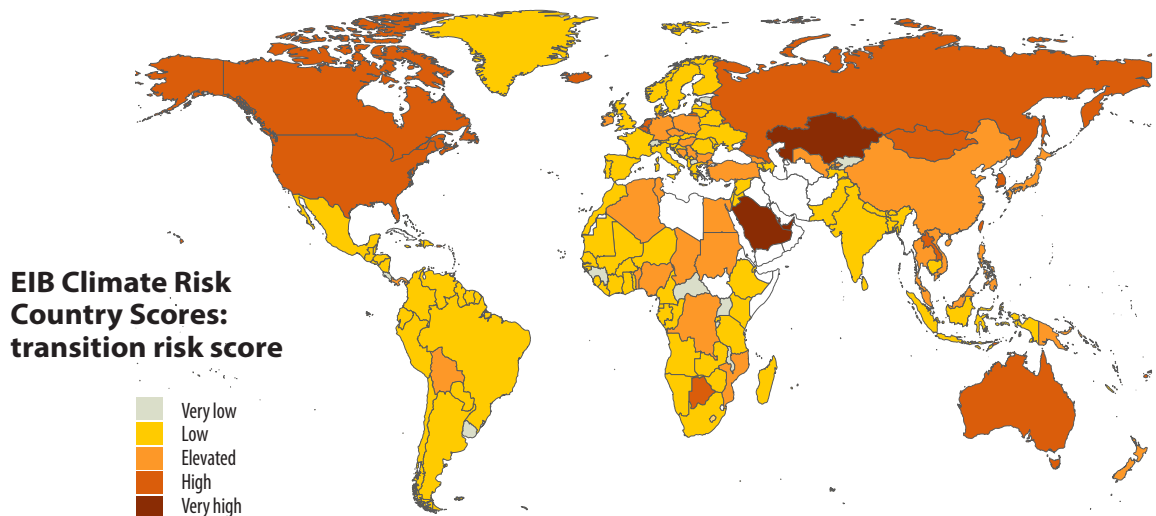 EIB Climate Risk
Country Scores:
transition risk score
Very low
Low
Elevated
High
Very high